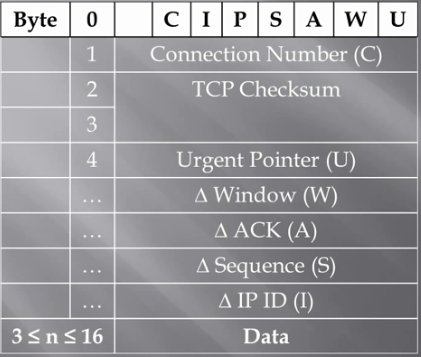 Byte 0 C I P S A W U
1 Connection Number (C)
2 TCP Checksum
3
4 Urgent Pointer (U)
... Δ Window (W)
... Δ ACK (A)
... Δ Sequence (S)
... Δ IP ID (I)
3 ≤ n ≤ 16 Data